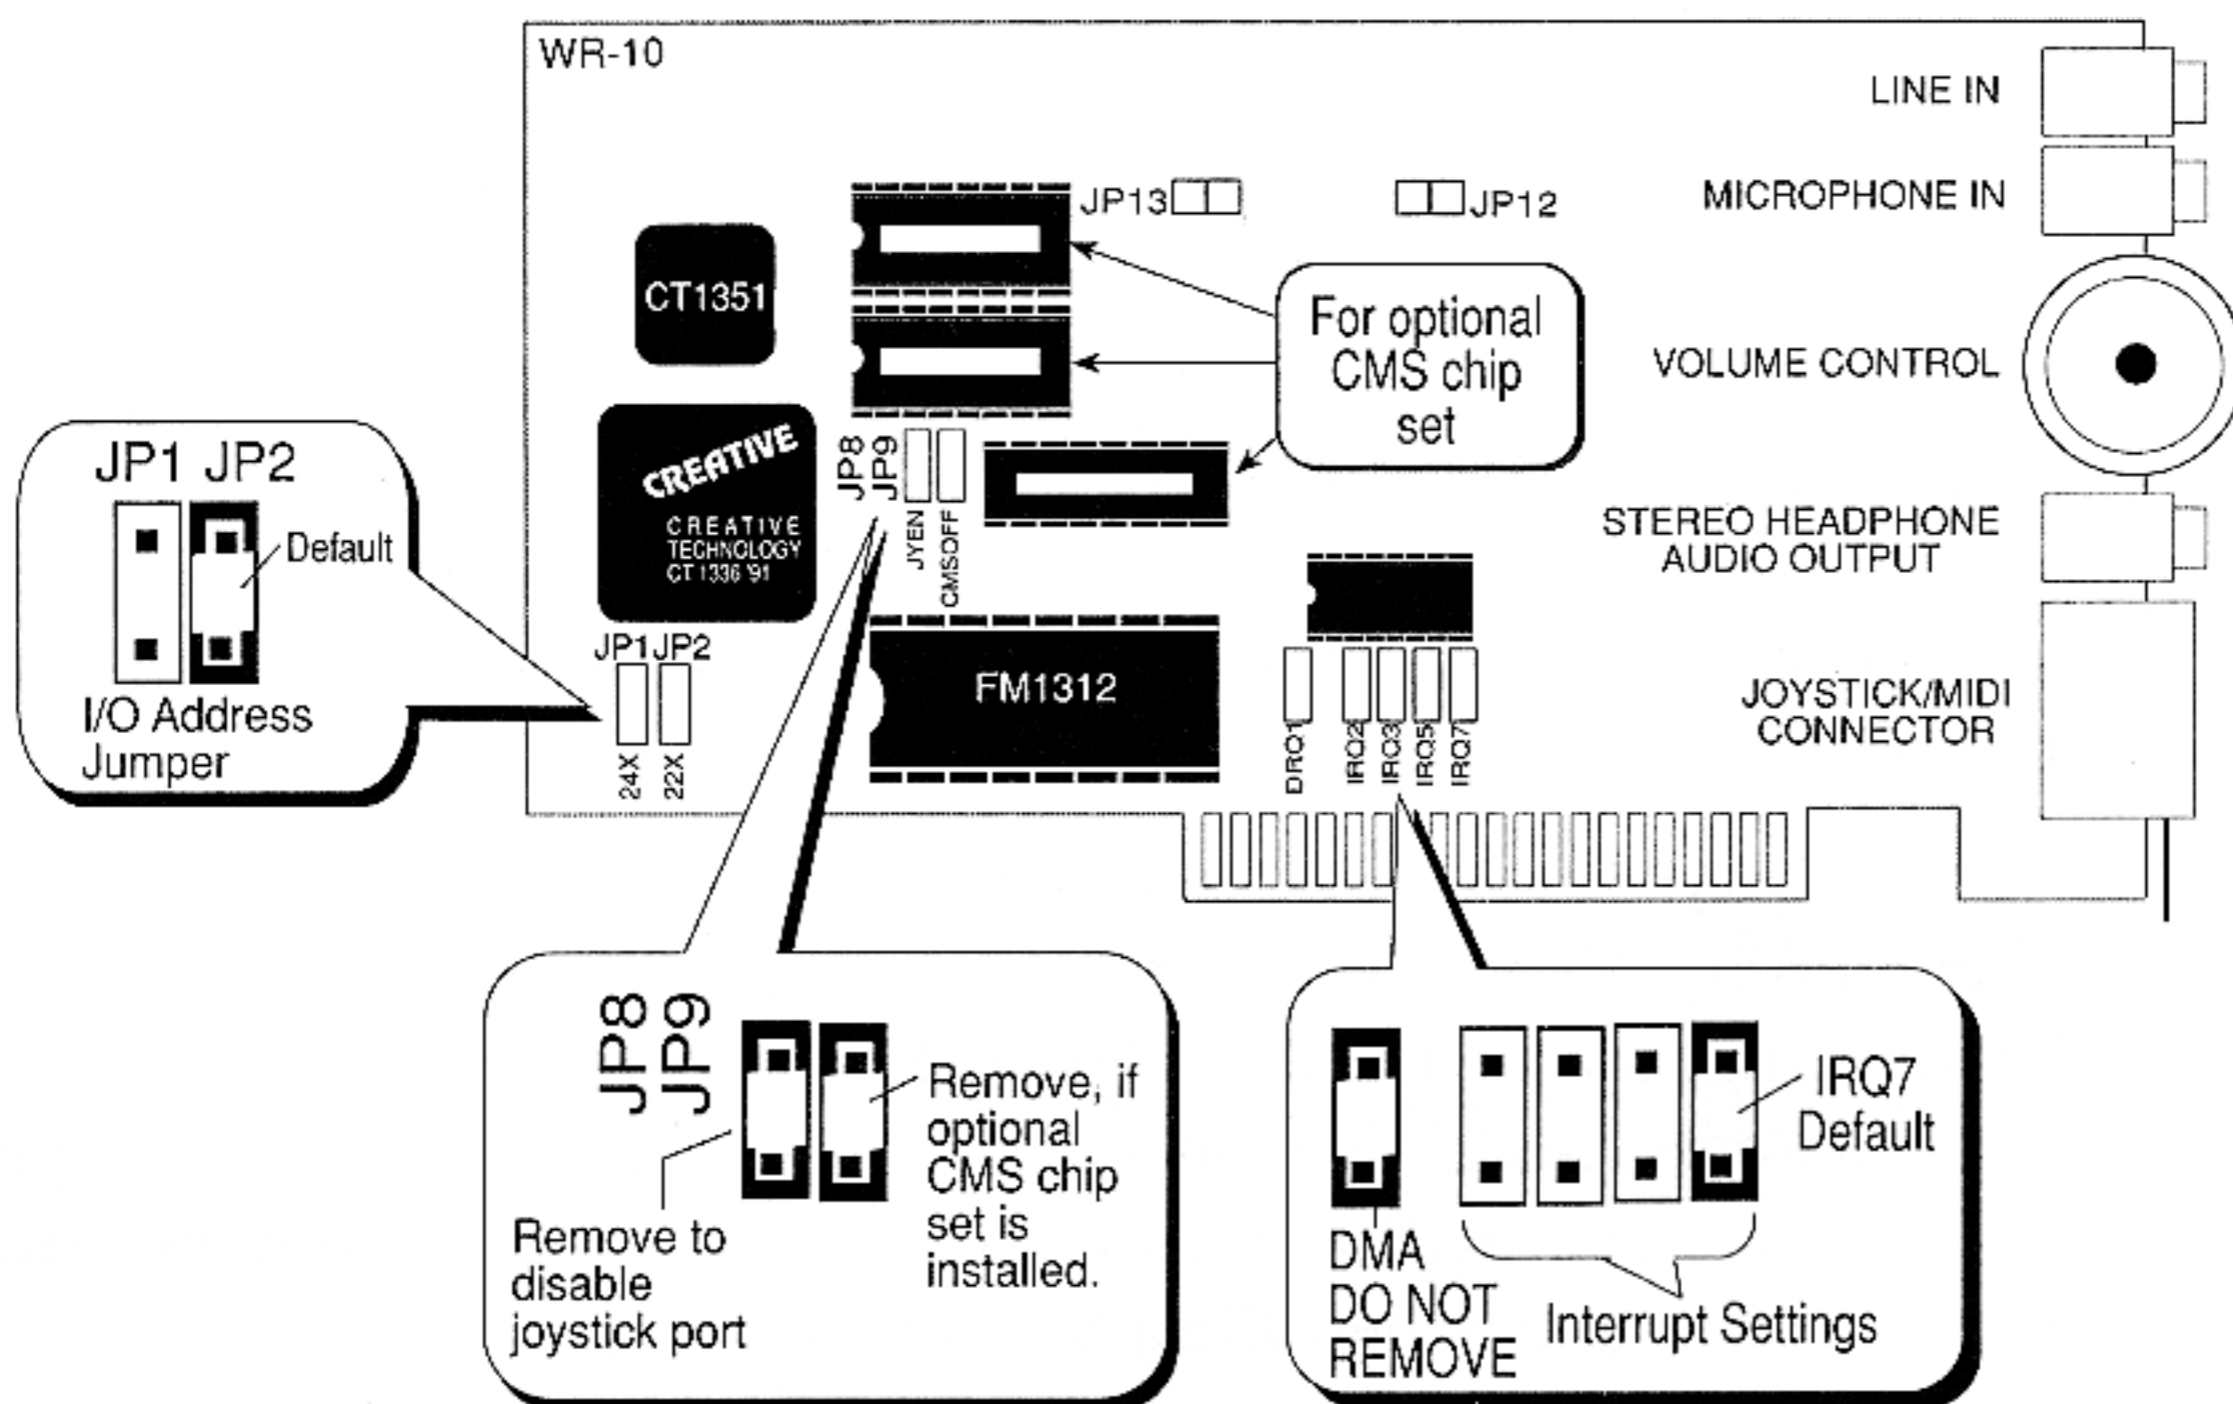 WR-10
LINE IN
MICROPHONE IN
JP13
JP12
CT1351
For optional
CMS chip
set
VOLUME CONTROL
CREATIVE
CREATIVE
TECHNOLOGY
CT 1336 '91
JP8
JP9
JYEN
CMSOFF
STEREO HEADPHONE
AUDIO OUTPUT
JP1 JP2
Default
I/O Address
Jumper
JP1 JP2
24X
22X
FM1312
DRQ1
IRQ2
IRQ3
IRQ5
IRQ7
JOYSTICK/MIDI
CONNECTOR
JP8
JP9
Remove, if
optional
CMS chip
set is
installed.
Remove to
disable
joystick port
IRQ7
Default
DMA
DO NOT
REMOVE
Interrupt Settings